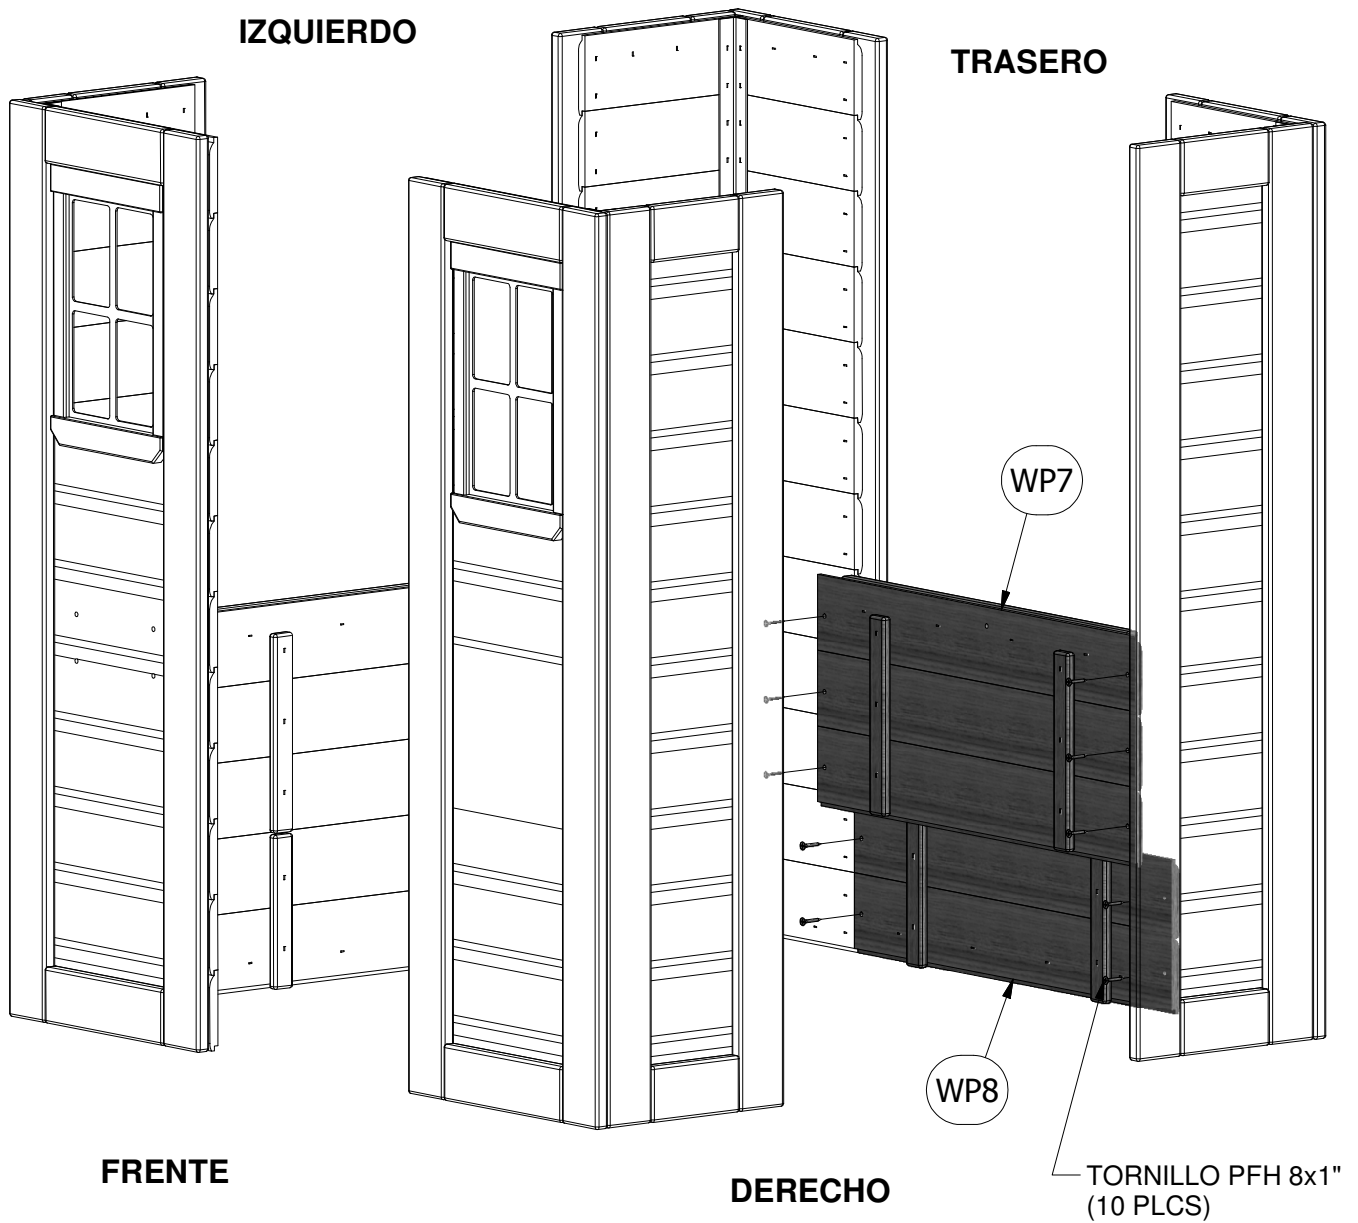 IZQUIERDO
TRASERO
WP7
WP8
FRENTE
DERECHO
TORNILLO PFH 8x1"
(10 PLCS)